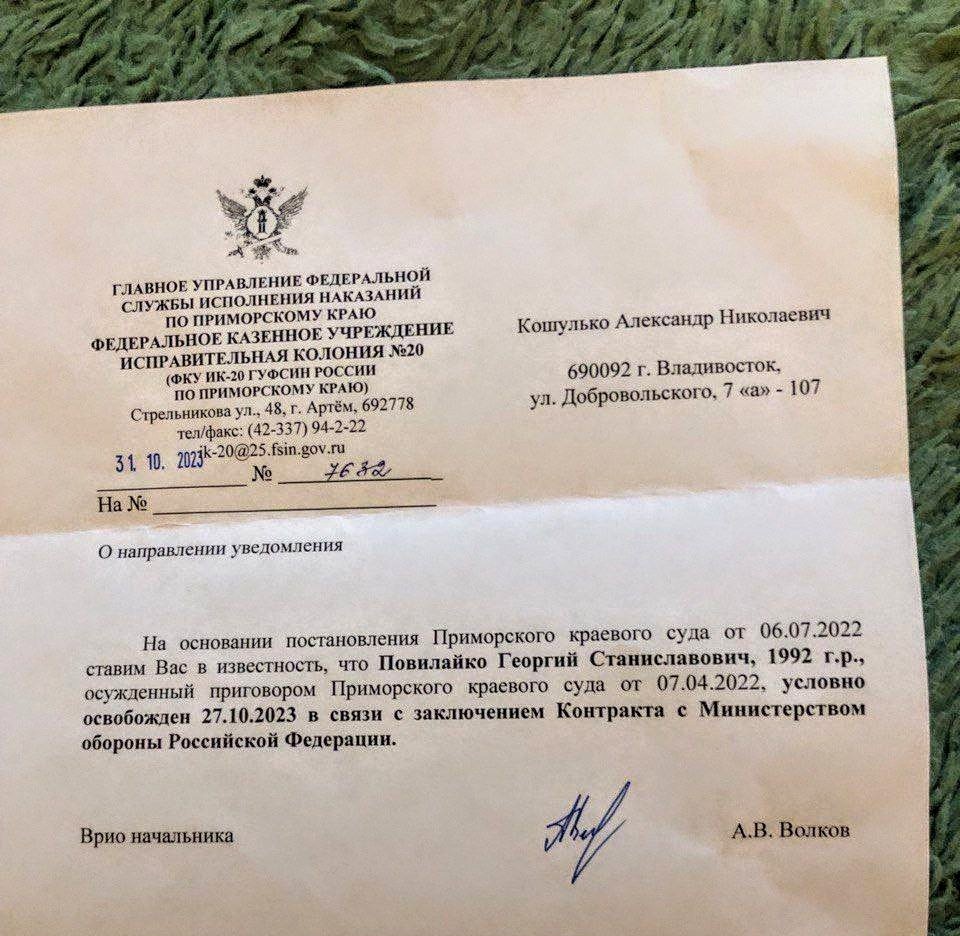 ГЛАВНОЕ УПРАВЛЕНИЕ ФЕДЕРАЛЬНОЙ
СЛУЖБЫ ИСПОЛНЕНИЯ НАКАЗАНИЙ
ПО ПРИМОРСКОМУ КРАЮ
ФЕДЕРАЛЬНОЕ КАЗЕННОЕ УЧРЕЖДЕНИЕ
ИСПРАВИТЕЛЬНАЯ КОЛОНИЯ №20
(ФКУ ИК-20 ГУФСИН РОССИИ
ПО ПРИМОРСКОМУ КРАЮ)
Стрельникова ул., 48, г. Артём, 692778
тел/факс: (42-337) 94-2-22
ik-20@25.fsin.gov.ru
31. 10. 2023 № 7632
На №
Кошулько Александр Николаевич
690092 г. Владивосток,
ул. Добровольского, 7 «а» - 107
О направлении уведомления
На основании постановления Приморского краевого суда от 06.07.2022
ставим Вас в известность, что Повилайко Георгий Станиславович, 1992 г.р.,
осужденный приговором Приморского краевого суда от 07.04.2022, условно
освобожден 27.10.2023 в связи с заключением Контракта с Министерством
обороны Российской Федерации.
Врио начальника
А.В. Волков